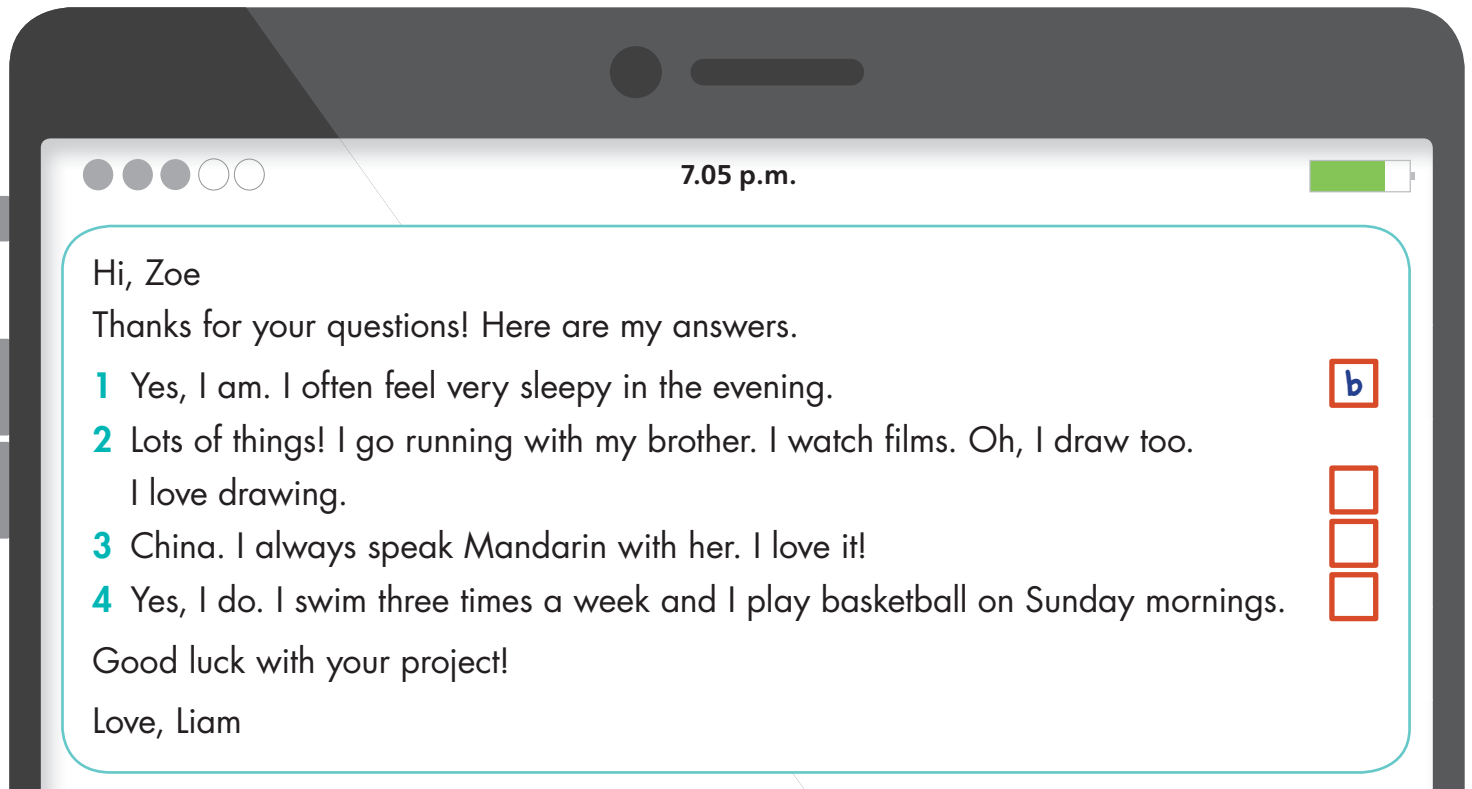 7.05 p.m.
Hi, Zoe
Thanks for your questions! Here are my answers.
1 Yes, I am. I often feel very sleepy in the evening. b
2 Lots of things! I go running with my brother. I watch films. Oh, I draw too.
I love drawing.
3 China. I always speak Mandarin with her. I love it!
4 Yes, I do. I swim three times a week and I play basketball on Sunday mornings.
Good luck with your project!
Love, Liam